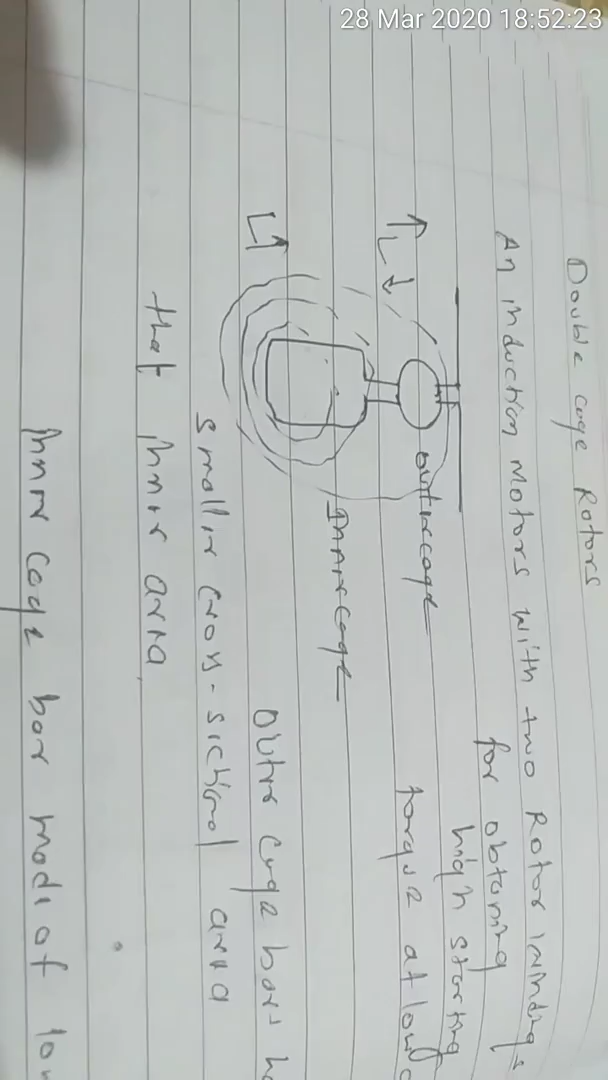 28 Mar 2020 18:52:23
Double cage Rotors
An induction Motors with two Rotor windings
for obtaning
high starting
torque at low
L
outer cage
Inner cage
L
outer cage bars
smaller cross-sectional area
that inner area
inner cage bar made of